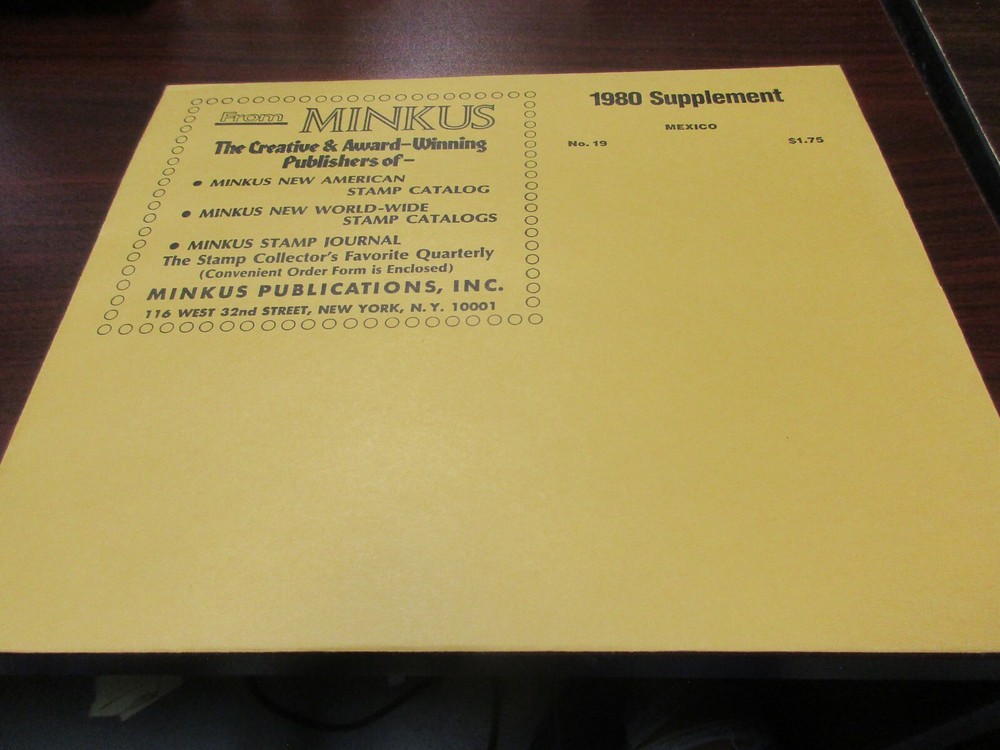 From MINKUS
The Creative & Award-Winning
Publishers of-
• MINKUS NEW AMERICAN
STAMP CATALOG
• MINKUS NEW WORLD-WIDE
STAMP CATALOGS
• MINKUS STAMP JOURNAL
The Stamp Collector's Favorite Quarterly
(Convenient Order Form is Enclosed)
MINKUS PUBLICATIONS, INC.
116 WEST 32nd STREET, NEW YORK, N. Y. 10001
1980 Supplement
MEXICO
No. 19 $1.75